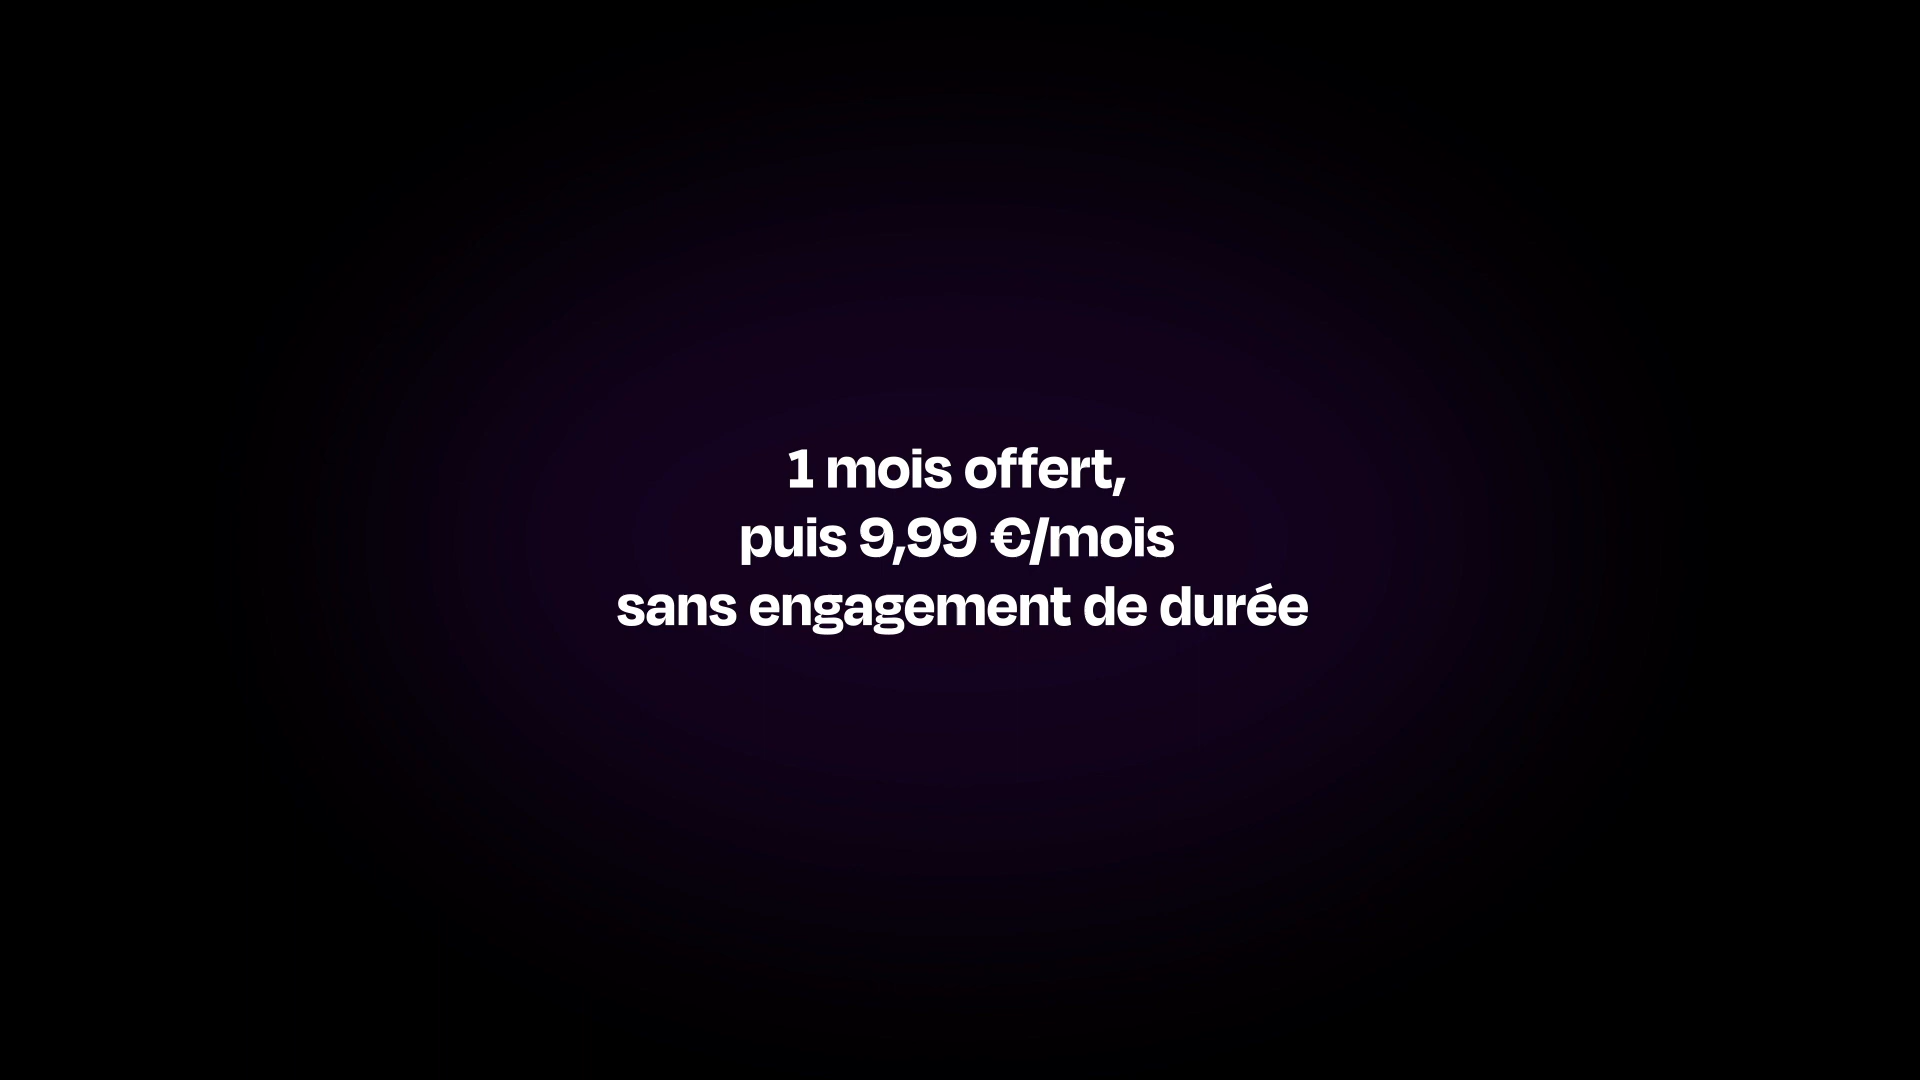 1 mois offert,
puis 9,99 €/mois
sans engagement de durée